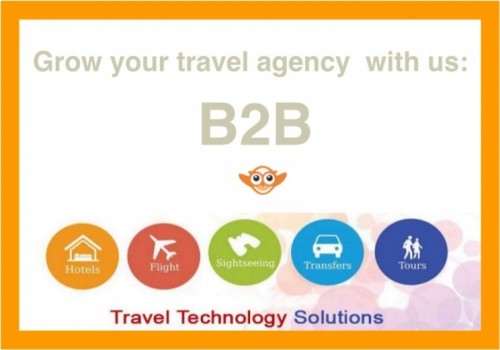 Grow your travel agency with us:
B2B
Hotels
Flight
Sightseeing
Transfers
Tours
Travel Technology Solutions